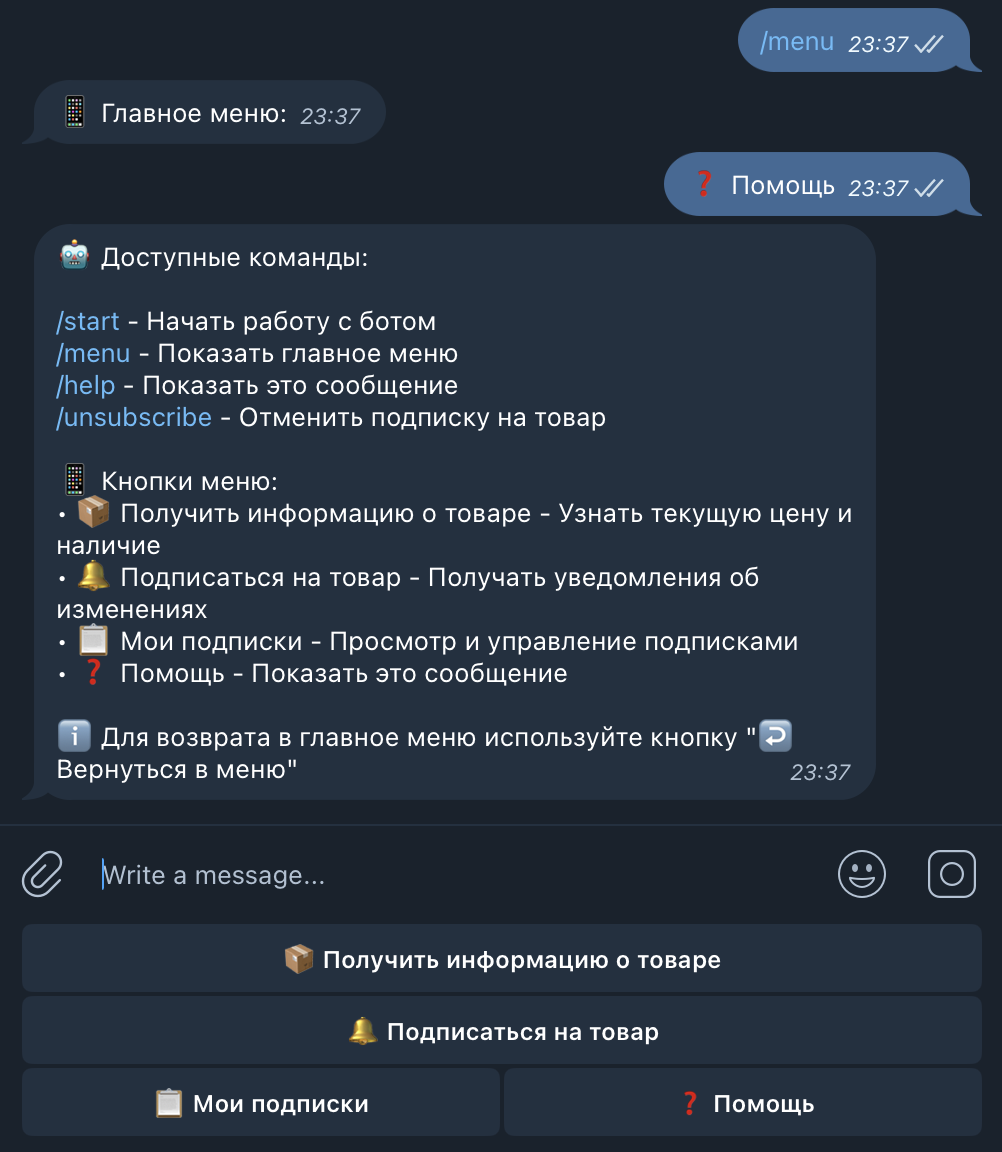 /menu 23:37
📱 Главное меню: 23:37
❓ Помощь 23:37
🤖 Доступные команды:
/start - Начать работу с ботом
/menu - Показать главное меню
/help - Показать это сообщение
/unsubscribe - Отменить подписку на товар
📱 Кнопки меню:
• 📦 Получить информацию о товаре - Узнать текущую цену и
наличие
• 🔔 Подписаться на товар - Получать уведомления об
изменениях
• 📋 Мои подписки - Просмотр и управление подписками
• ❓ Помощь - Показать это сообщение
ℹ️ Для возврата в главное меню используйте кнопку "↩️
Вернуться в меню" 23:37
Write a message...
📦 Получить информацию о товаре
🔔 Подписаться на товар
📋 Мои подписки
❓ Помощь